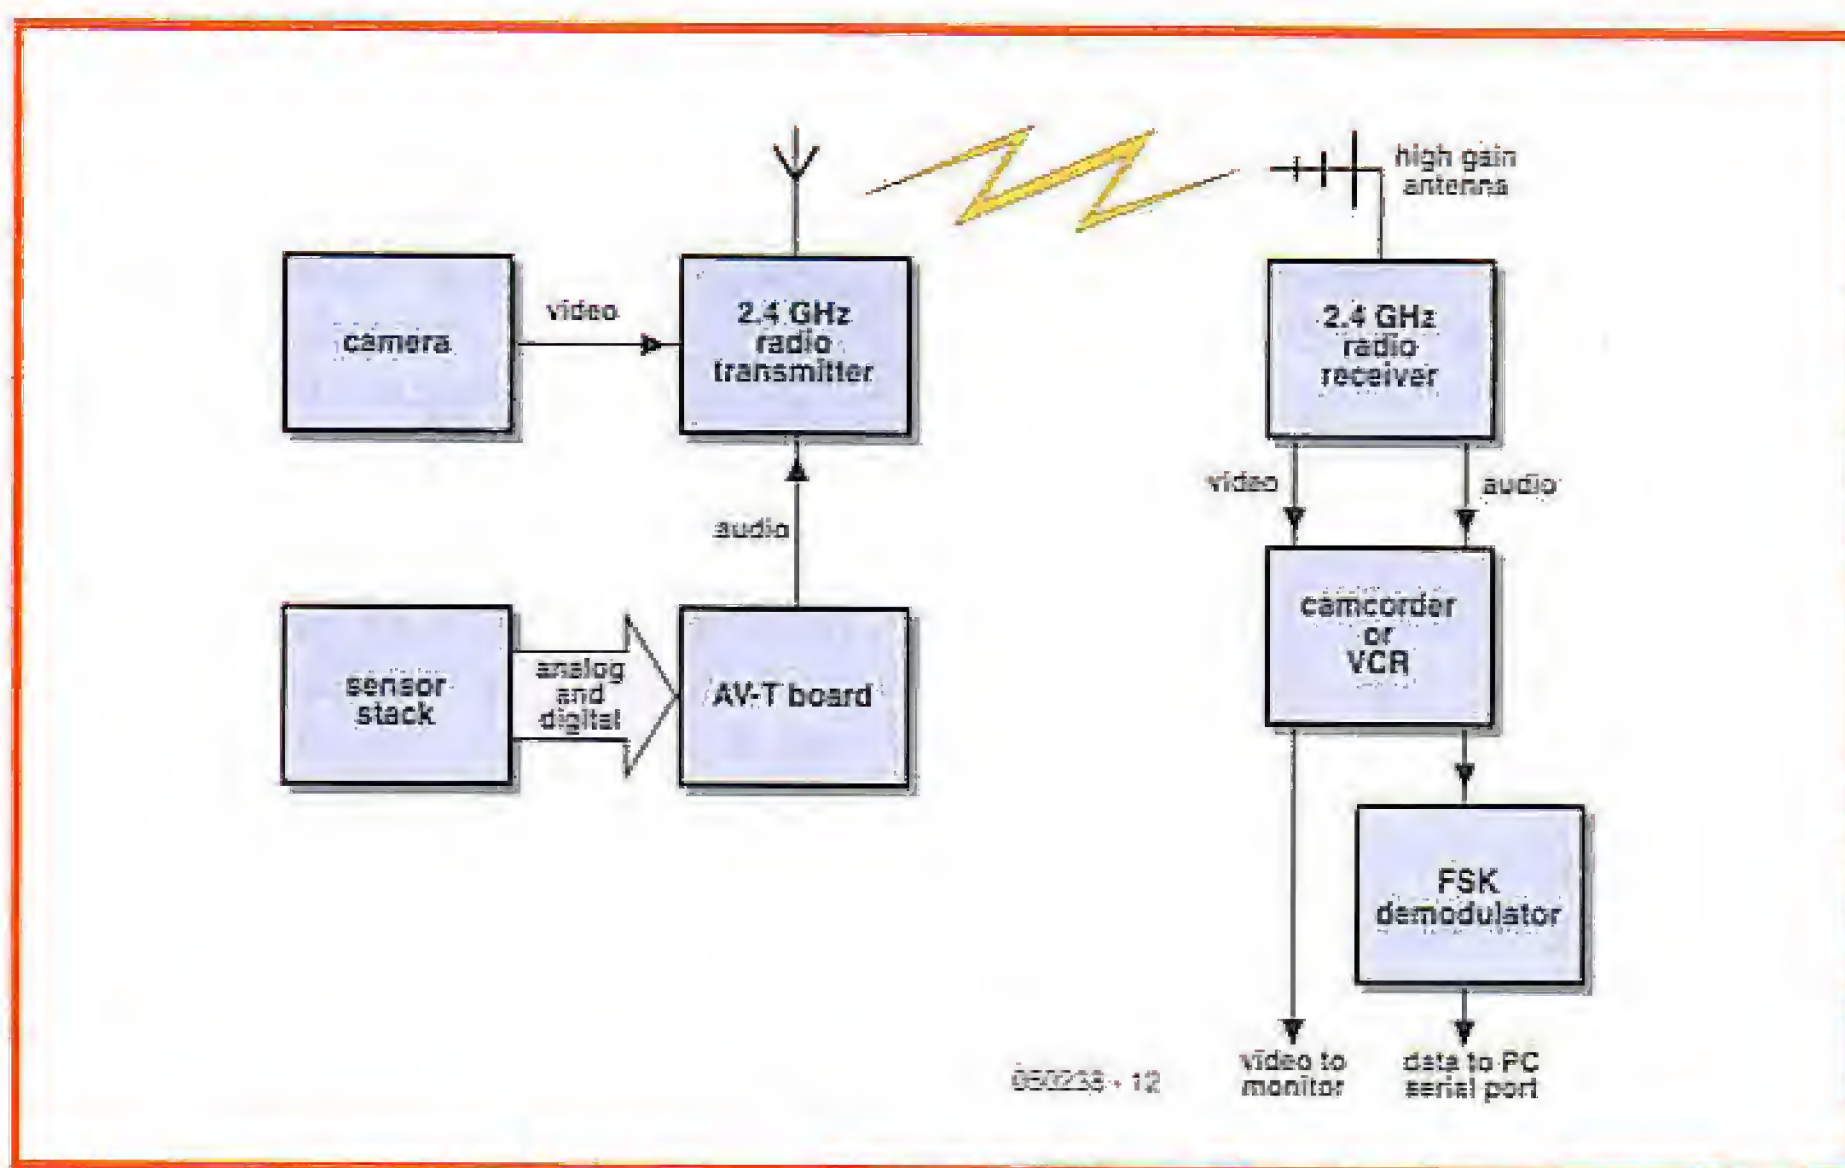 high gain
antenna
camera
video
2.4 GHz
radio
transmitter
2.4 GHz
radio
receiver
video
audio
audio
camcorder
or
VCR
sensor
stack
analog
and
digital
AV-T board
FSK
demodulator
050238 - 12
video to
monitor
data to PC
serial port